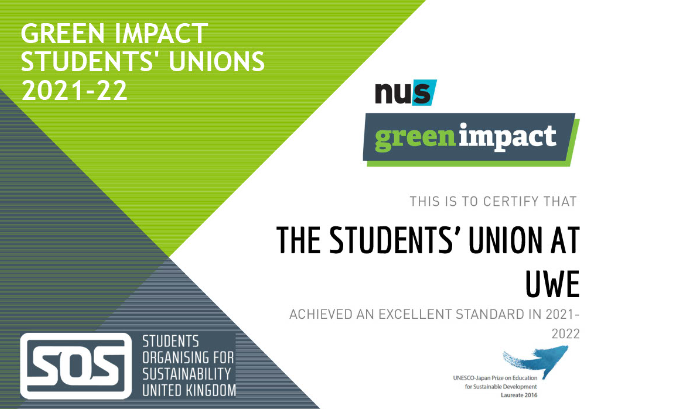 GREEN IMPACT
STUDENTS' UNIONS
2021-22
nus
greenimpact
THIS IS TO CERTIFY THAT
THE STUDENTS’ UNION AT
UWE
ACHIEVED AN EXCELLENT STANDARD IN 2021-
2022
SOS
STUDENTS
ORGANISING FOR
SUSTAINABILITY
UNITED KINGDOM
UNESCO-Japan Prize on Education
for Sustainable Development
Laureate 2016